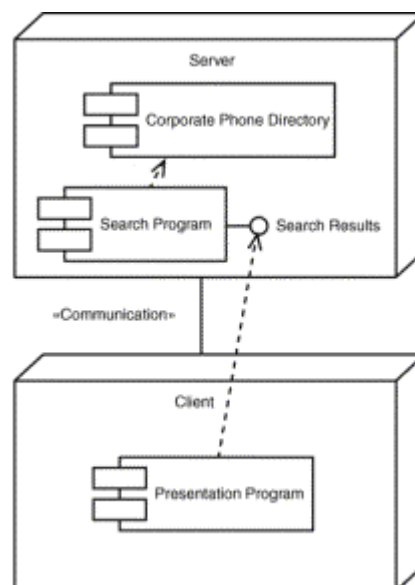 Server
Corporate Phone Directory
Search Program
Search Results
«Communication»
Client
Presentation Program